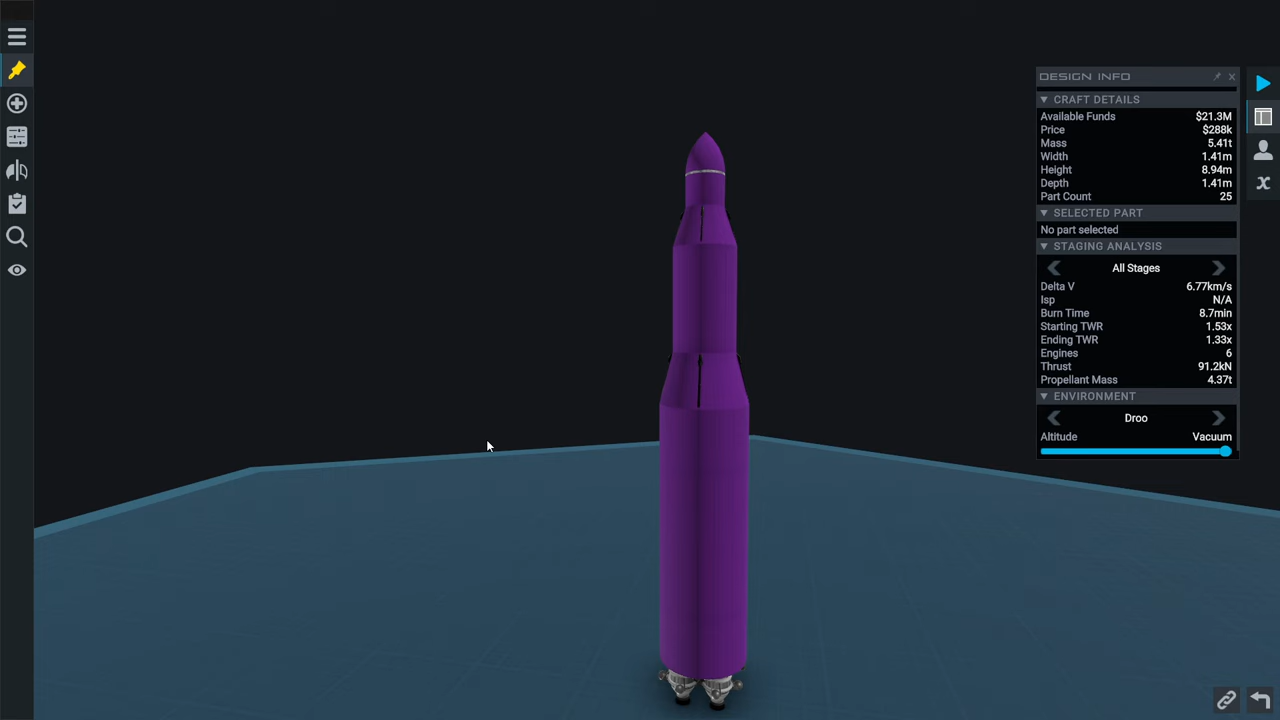 DESIGN INFO
CRAFT DETAILS
Available Funds $21.3M
Price $288k
Mass 5.41t
Width 1.41m
Height 8.94m
Depth 1.41m
Part Count 25
SELECTED PART
No part selected
STAGING ANALYSIS
All Stages
Delta V 6.77km/s
Isp N/A
Burn Time 8.7min
Starting TWR 1.53x
Ending TWR 1.33x
Engines 6
Thrust 91.2kN
Propellant Mass 4.37t
ENVIRONMENT
Droo
Altitude Vacuum